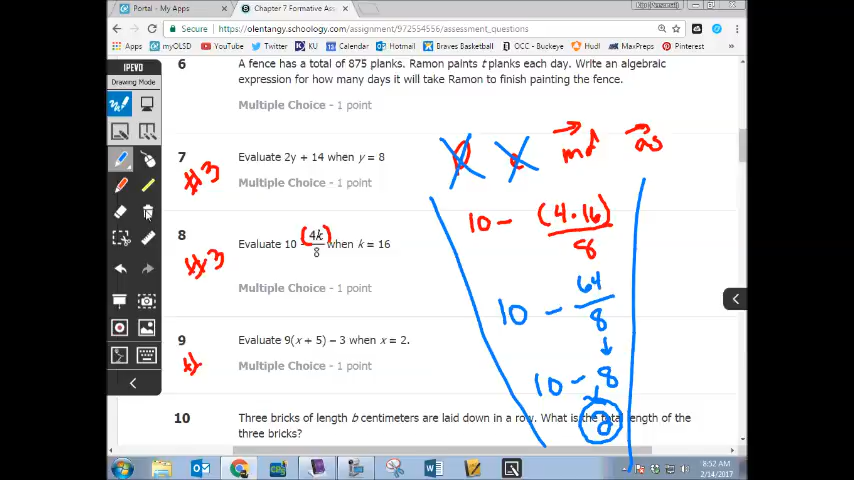 Portal - My Apps
Chapter 7 Formative Ass
Secure
https://olentangy.schoology.com/assignment/972554556/assessment_questions
Apps
myOLSD
YouTube
Twitter
KU
Calendar
Hotmail
Braves Basketball
OCC - Buckeye
Hudl
MaxPreps
Pinterest
IPEVO
Drawing Mode
6
A fence has a total of 875 planks. Ramon paints t planks each day. Write an algebraic
expression for how many days it will take Ramon to finish painting the fence.
Multiple Choice - 1 point
P e md as
7
Evaluate 2y + 14 when y = 8
#3
Multiple Choice - 1 point
10 - (4·16)
8
8
Evaluate 10 - (4k)/8 when k = 16
#3
Multiple Choice - 1 point
10 - 64
8
10 - 8
2
9
Evaluate 9(x + 5) – 3 when x = 2.
#
Multiple Choice - 1 point
10
Three bricks of length b centimeters are laid down in a row. What is the total length of the
three bricks?
8:52 AM
2/14/2017